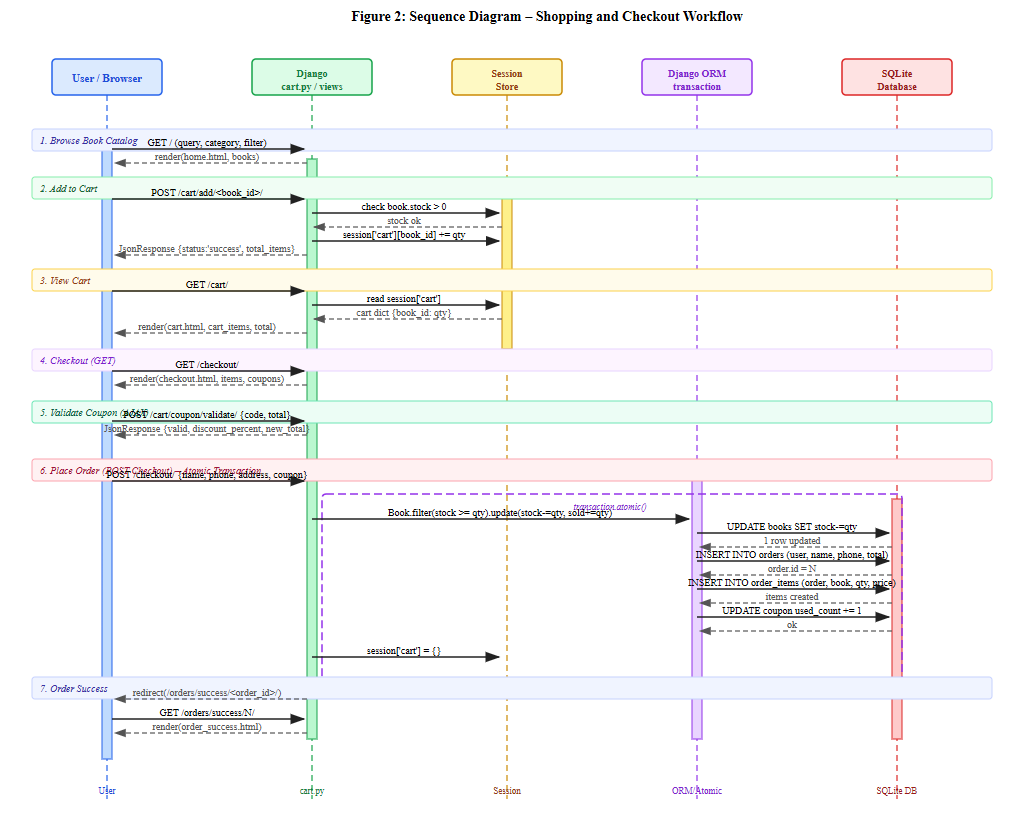 Figure 2: Sequence Diagram – Shopping and Checkout Workflow
User / Browser
Django
cart.py / views
Session
Store
Django ORM
transaction
SQLite
Database
1. Browse Book Catalog
GET / (query, category, filter)
render(home.html, books)
2. Add to Cart
POST /cart/add/<book_id>/
check book.stock > 0
stock ok
session['cart'][book_id] += qty
JsonResponse {status:'success', total_items}
3. View Cart
GET /cart/
read session['cart']
cart dict {book_id: qty}
render(cart.html, cart_items, total)
4. Checkout (GET)
GET /checkout/
render(checkout.html, items, coupons)
5. Validate Coupon
POST /cart/coupon/validate/ {code, total}
JsonResponse {valid, discount_percent, new_total}
6. Place Order (POST Checkout) – Atomic Transaction
POST /checkout/ {name, phone, address, coupon}
transaction.atomic()
Book.filter(stock >= qty).update(stock-=qty, sold+=qty)
UPDATE books SET stock-=qty
1 row updated
INSERT INTO orders (user, name, phone, total)
order.id = N
INSERT INTO order_items (order, book, qty, price)
items created
UPDATE coupon used_count += 1
ok
session['cart'] = {}
7. Order Success
redirect(/orders/success/<order_id>/)
GET /orders/success/N/
render(order_success.html)
User
cart.py
Session
ORM/Atomic
SQLite DB